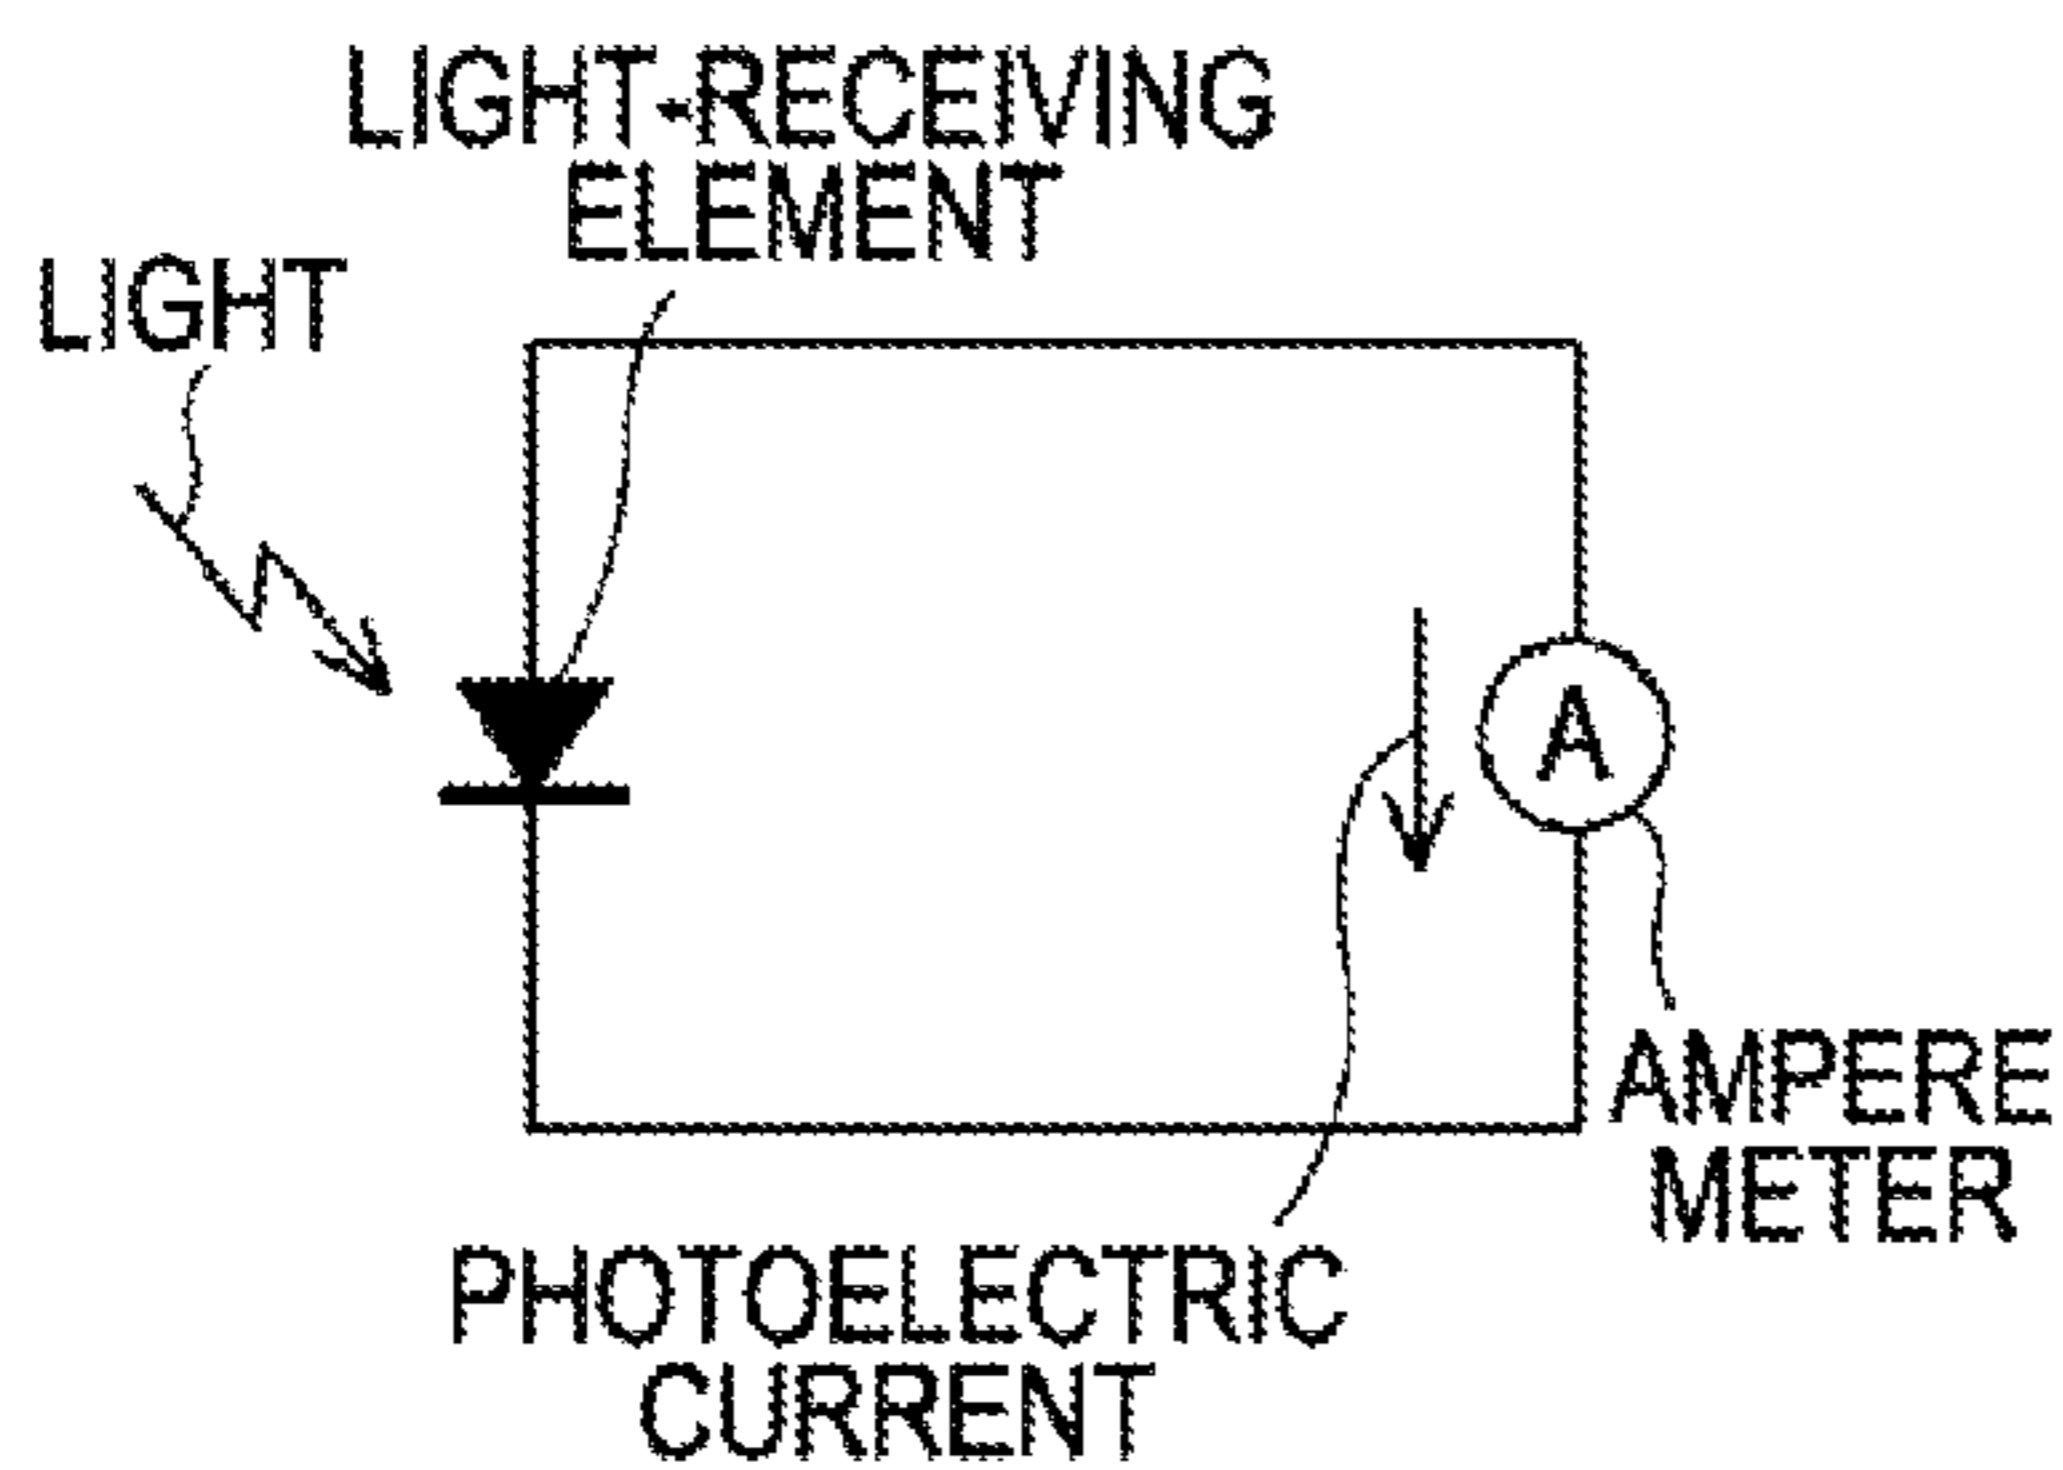 LIGHT-RECEIVING
ELEMENT
LIGHT
A
AMPERE
METER
PHOTOELECTRIC
CURRENT